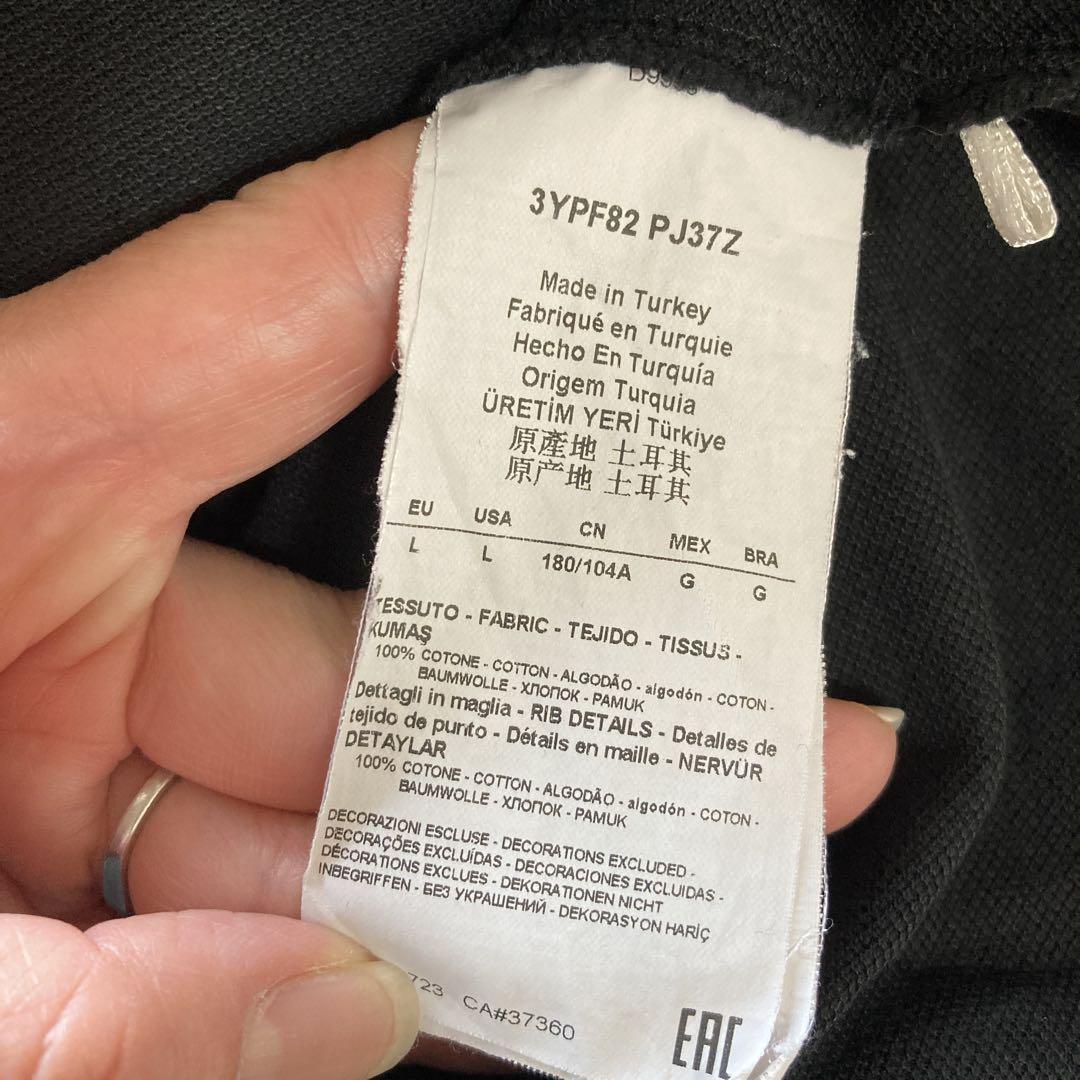 3YPF82 PJ37Z
Made in Turkey
Fabriqué en Turquie
Hecho En Turquía
Origem Turquia
ÜRETİM YERİ Türkiye
原產地 土耳其
原产地 土耳其
EU USA CN MEX BRA
L L 180/104A G G
TESSUTO - FABRIC - TEJIDO - TISSUS -
KUMAŞ
100% COTONE - COTTON - ALGODÃO - algodón - COTON -
BAUMWOLLE - ХЛОПОК - PAMUK
Dettagli in maglia - RIB DETAILS - Detalles de
tejido de punto - Détails en maille - NERVÜR
DETAYLAR
100% COTONE - COTTON - ALGODÃO - algodón - COTON -
BAUMWOLLE - ХЛОПОК - PAMUK
DECORAZIONI ESCLUSE - DECORATIONS EXCLUDED -
DECORAÇÕES EXCLUÍDAS - DECORACIONES EXCLUIDAS -
DÉCORATIONS EXCLUES - DEKORATIONEN NICHT
INBEGRIFFEN - БЕЗ УКРАШЕНИЙ - DEKORASYON HARİÇ
723 CA#37360
EAC